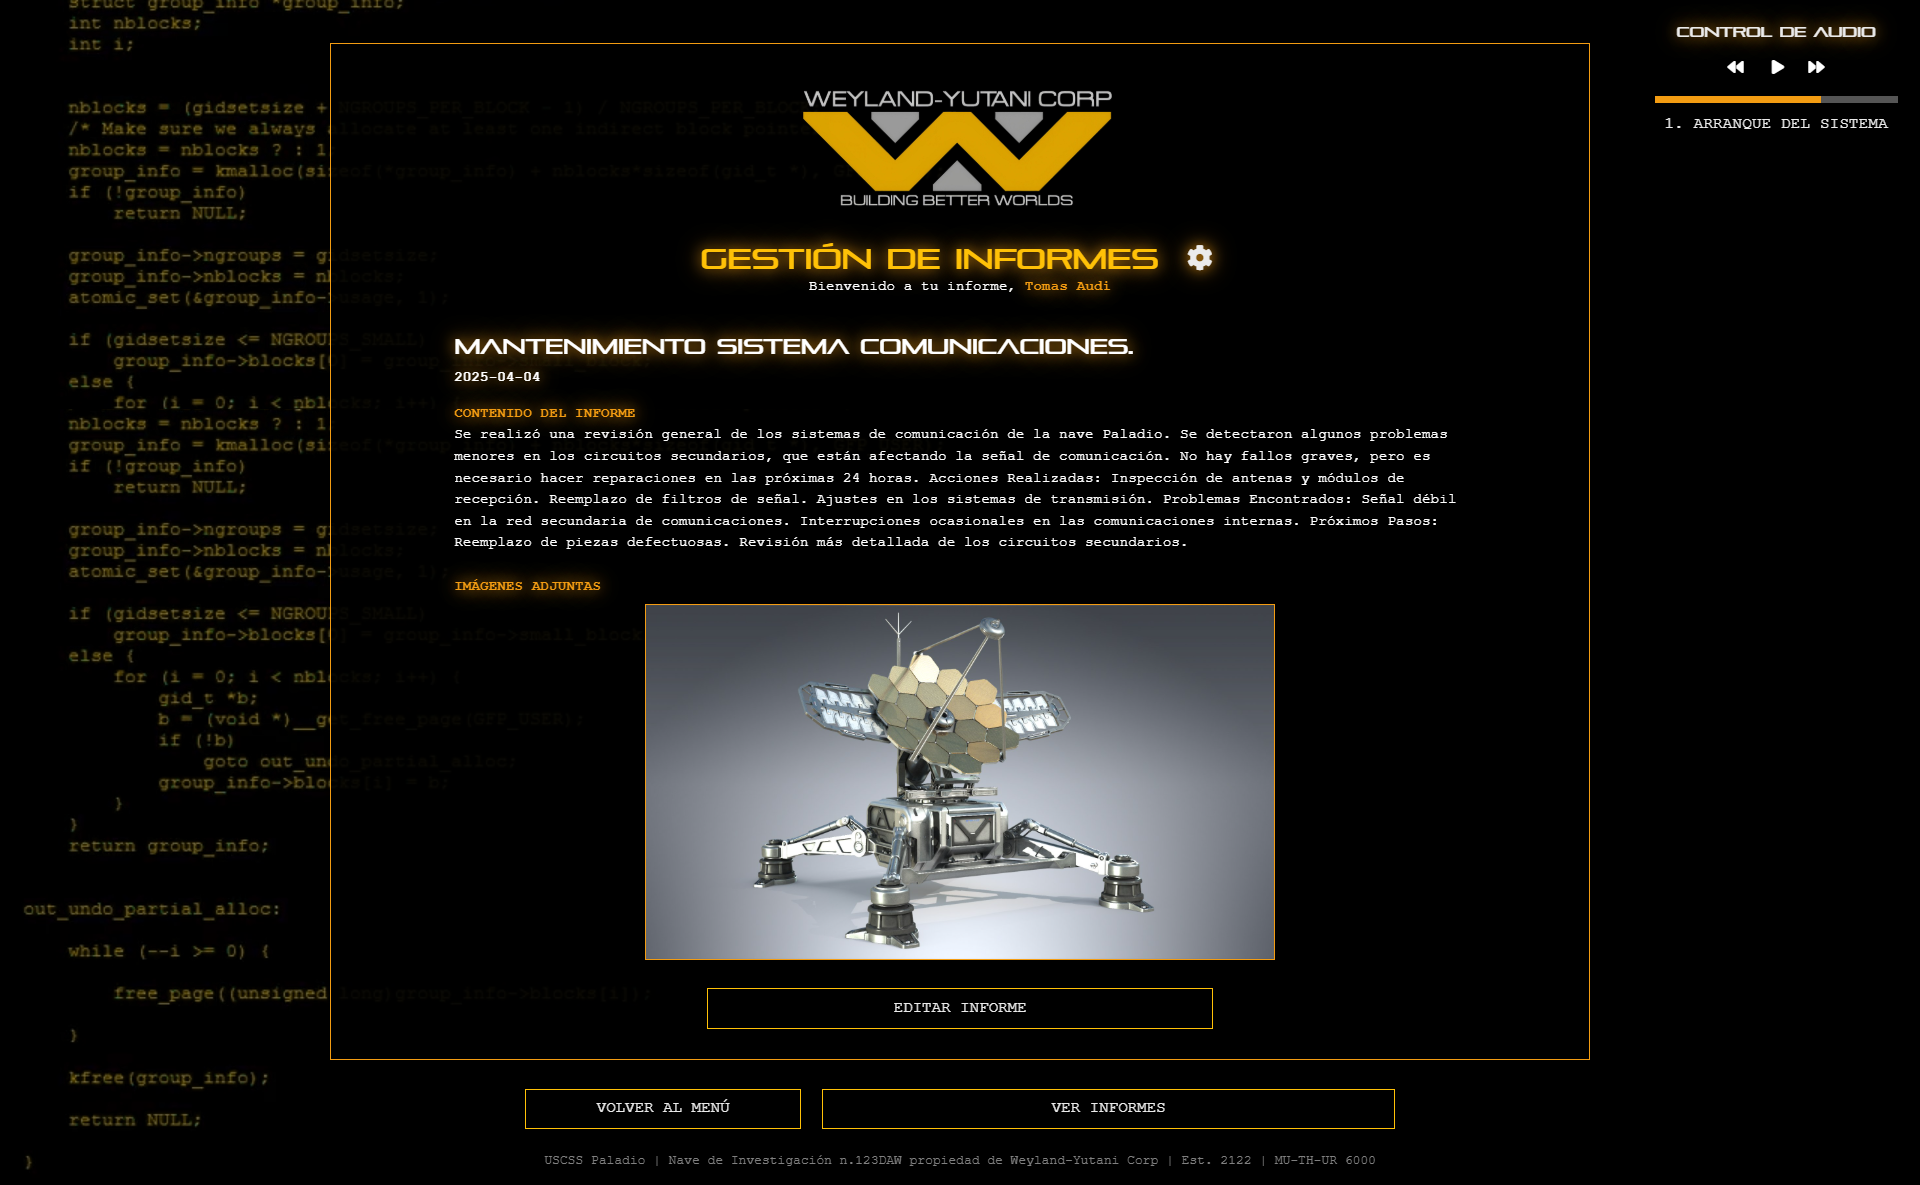 struct group_info *group_info;
int nblocks;
int i;
nblocks = (gidsetsize + NGROUPS_PER_BLOCK - 1) / NGROUPS_PER_BLOCK
/* Make sure we always allocate at least one indirect block pointer
nblocks = nblocks ? : 1
group_info = kmalloc(sizeof(*group_info) + nblocks*sizeof(gid_t *),
if (!group_info)
return NULL;
group_info->ngroups = gidsetsize;
group_info->nblocks = nblocks;
atomic_set(&group_info->usage, 1);
if (gidsetsize <= NGROUPS_SMALL)
group_info->blocks[0] = group_info
else {
for (i = 0; i < nblocks; i++) {
nblocks = nblocks ? : 1
group_info = kmalloc(sizeof(*group_info)
if (!group_info)
return NULL;
group_info->ngroups = gidsetsize;
group_info->nblocks = nblocks;
atomic_set(&group_info->usage, 1);
if (gidsetsize <= NGROUPS_SMALL)
group_info->blocks[0] = group_info->small_block
else {
for (i = 0; i < nblocks; i++) {
gid_t *b;
b = (void *)__get_free_page(GFP_USER);
if (!b)
goto out_undo_partial_alloc;
group_info->blocks[i] = b;
}
}
return group_info;
out_undo_partial_alloc:
while (--i >= 0) {
free_page((unsigned long)group_info->blocks[i]);
}
kfree(group_info);
return NULL;
}
WEYLAND-YUTANI CORP
BUILDING BETTER WORLDS
GESTIÓN DE INFORMES
Bienvenido a tu informe, Tomas Audi
MANTENIMIENTO SISTEMA COMUNICACIONES.
2025-04-04
CONTENIDO DEL INFORME
Se realizó una revisión general de los sistemas de comunicación de la nave Paladio. Se detectaron algunos problemas
menores en los circuitos secundarios, que están afectando la señal de comunicación. No hay fallos graves, pero es
necesario hacer reparaciones en las próximas 24 horas. Acciones Realizadas: Inspección de antenas y módulos de
recepción. Reemplazo de filtros de señal. Ajustes en los sistemas de transmisión. Problemas Encontrados: Señal débil
en la red secundaria de comunicaciones. Interrupciones ocasionales en las comunicaciones internas. Próximos Pasos:
Reemplazo de piezas defectuosas. Revisión más detallada de los circuitos secundarios.
IMÁGENES ADJUNTAS
EDITAR INFORME
VOLVER AL MENÚ
VER INFORMES
USCSS Paladio | Nave de Investigación n.123DAW propiedad de Weyland-Yutani Corp | Est. 2122 | MU-TH-UR 6000
CONTROL DE AUDIO
1. ARRANQUE DEL SISTEMA